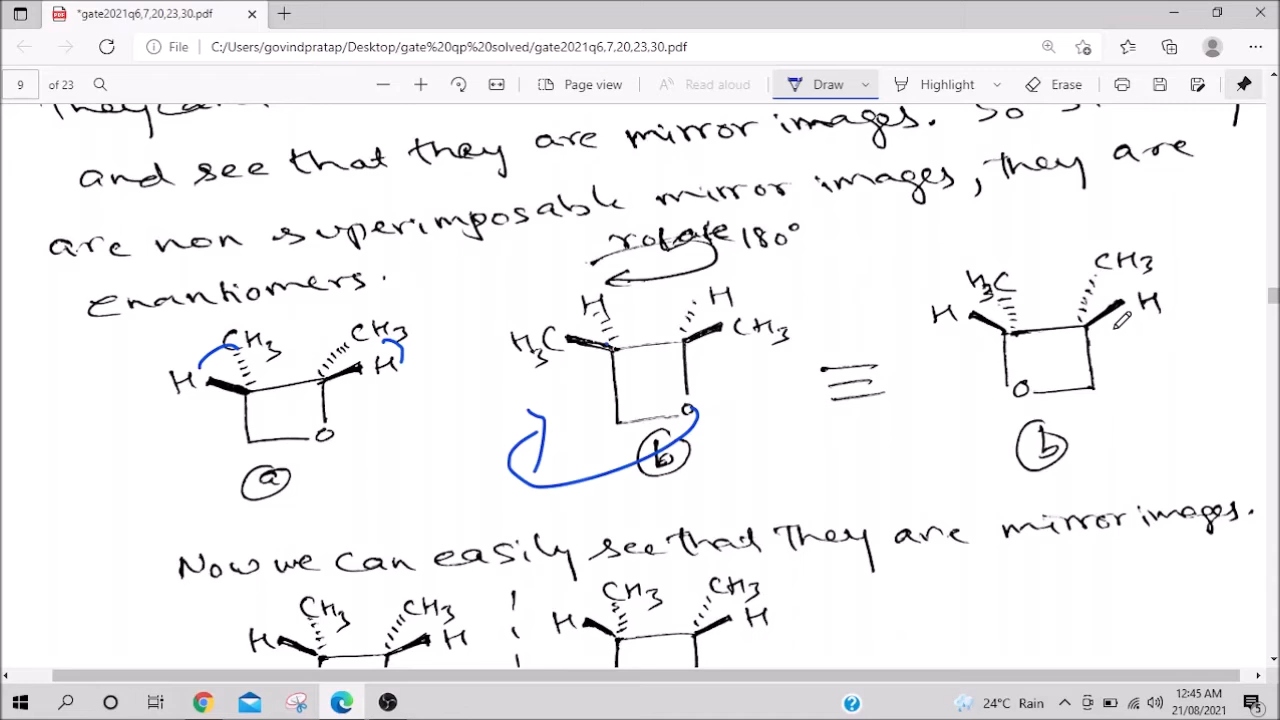 *gate2021q6,7,20,23,30.pdf
File C:/Users/govindpratap/Desktop/gate%20qp%20solved/gate2021q6,7,20,23,30.pdf
9 of 23 Page view Read aloud Draw Highlight Erase
and see that they are mirror images. So
are non superimposable mirror images, they are
enantiomers.
rotate 180°
CH3 CH3 H H
H H
H3C CH3
H3C CH3
H H
O O O
a b b
Now we can easily see that They are mirror images.
CH3 CH3 CH3 CH3
H H H H
24°C Rain
12:45 AM
21/08/2021
5